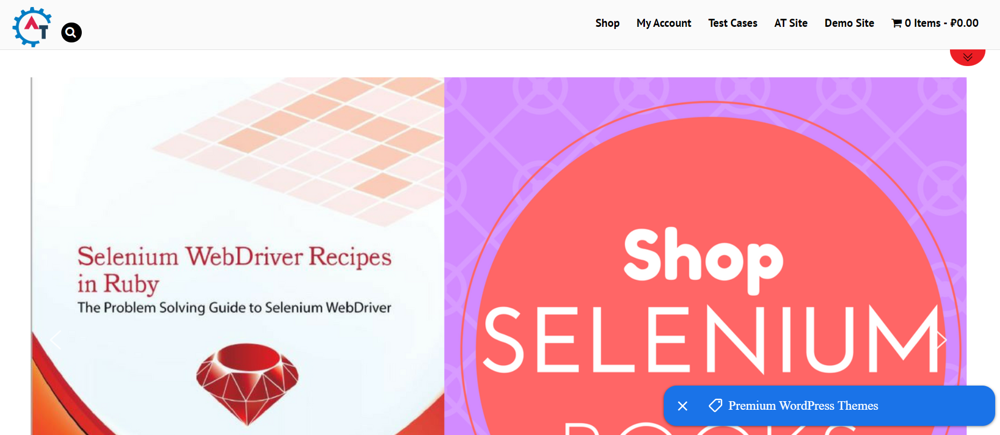 AT
Shop
My Account
Test Cases
AT Site
Demo Site
0 Items - ₽0.00
Selenium WebDriver Recipes
in Ruby
The Problem Solving Guide to Selenium WebDriver
Shop
SELENIUM
BOOKS
Premium WordPress Themes